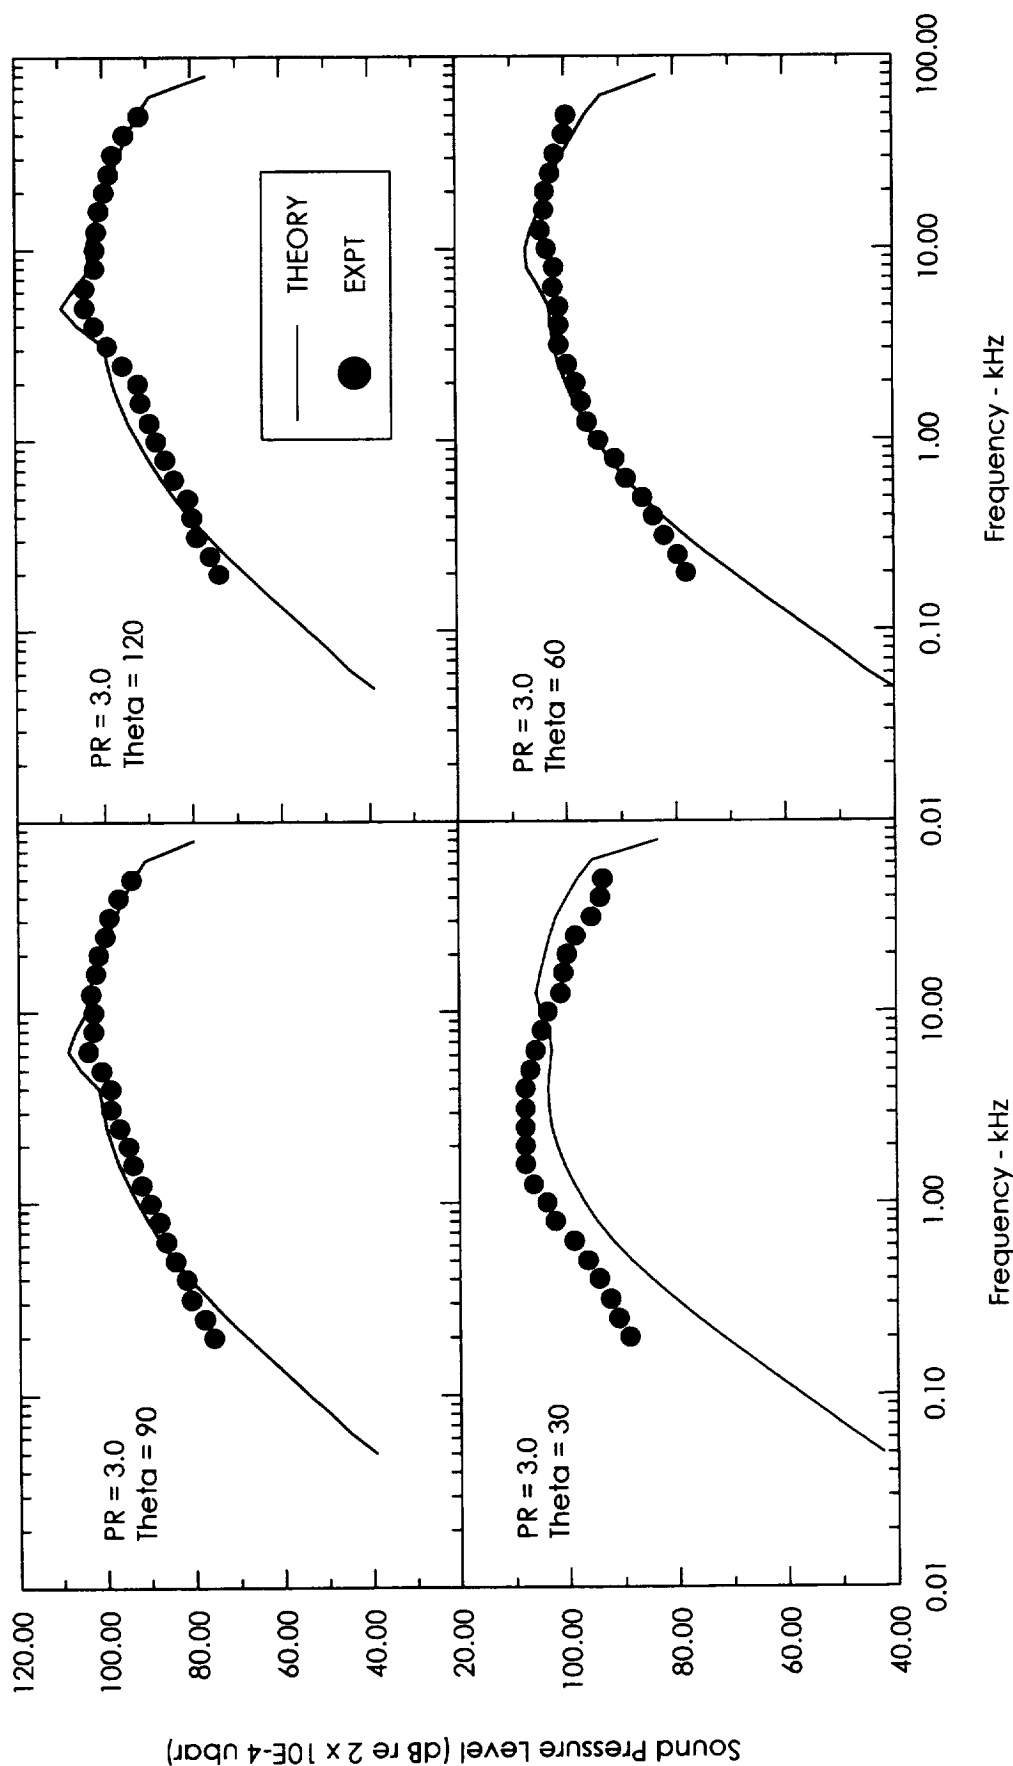 Sound Pressure Level (dB re 2 x 10E-4 ubar)
120.00
100.00
80.00
60.00
40.00
20.00
100.00
80.00
60.00
40.00
PR = 3.0
Theta = 90
PR = 3.0
Theta = 120
THEORY
EXPT
PR = 3.0
Theta = 30
PR = 3.0
Theta = 60
0.01
0.10
1.00
10.00
0.01
0.10
1.00
10.00
100.00
Frequency - kHz
Frequency - kHz